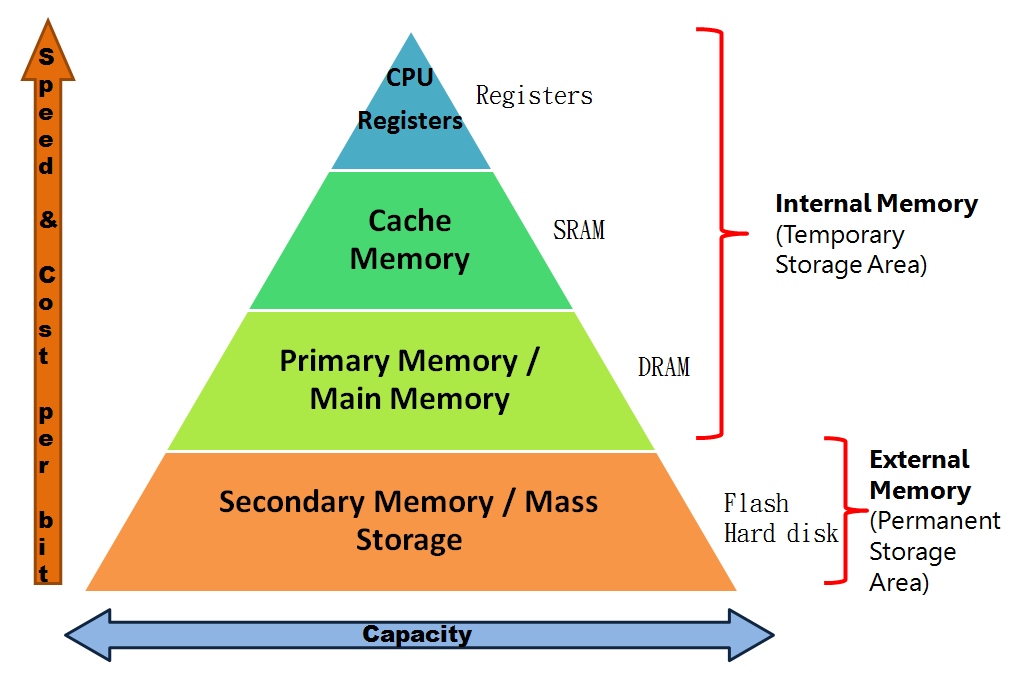 Speed & Cost per bit
CPU
Registers
Registers
Cache
Memory
SRAM
Primary Memory /
Main Memory
DRAM
Secondary Memory / Mass
Storage
Flash
Hard disk
Internal Memory
(Temporary
Storage Area)
External
Memory
(Permanent
Storage
Area)
Capacity